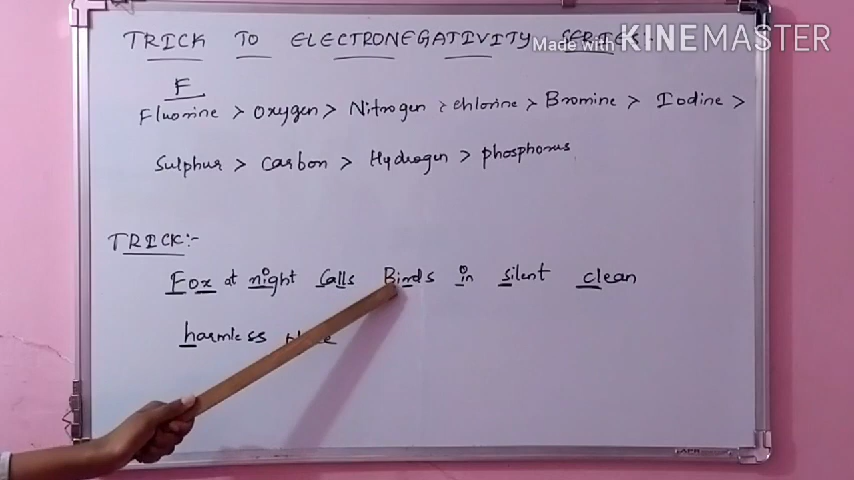 TRICK TO ELECTRONEGATIVITY SERIES:-
Made with KINEMASTER
F
Fluorine > Oxygen > Nitrogen > chlorine > Bromine > Iodine >
Sulphur > Carbon > Hydrogen > phosphorus
TRICK:-
Fox at night Calls Birds in silent clean
harmless